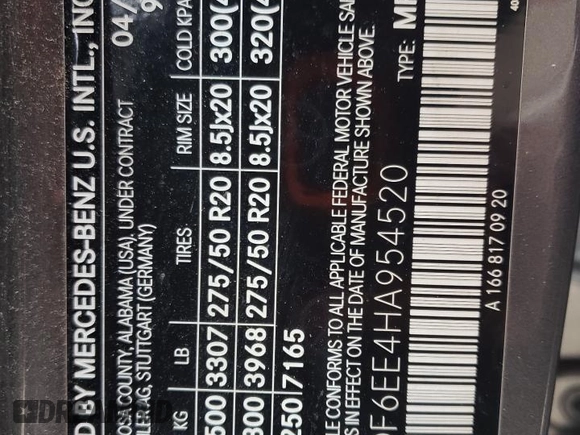 D BY MERCEDES-BENZ U.S. INTL., INC
OSA COUNTY, ALABAMA (USA), UNDER CONTRACT
AG, STUTTGART (GERMANY)
04/
KG LB TIRES RIM SIZE COLD KPA
500 3307 275/50 R20 8.5Jx20 300(4
800 3968 275/50 R20 8.5Jx20 320(4
250 7165
LE CONFORMS TO ALL APPLICABLE FEDERAL MOTOR VEHICLE SA
S IN EFFECT ON THE DATE OF MANUFACTURE SHOWN ABOVE.
F6EE4HA954520 TYPE:
A 166 817 09 20